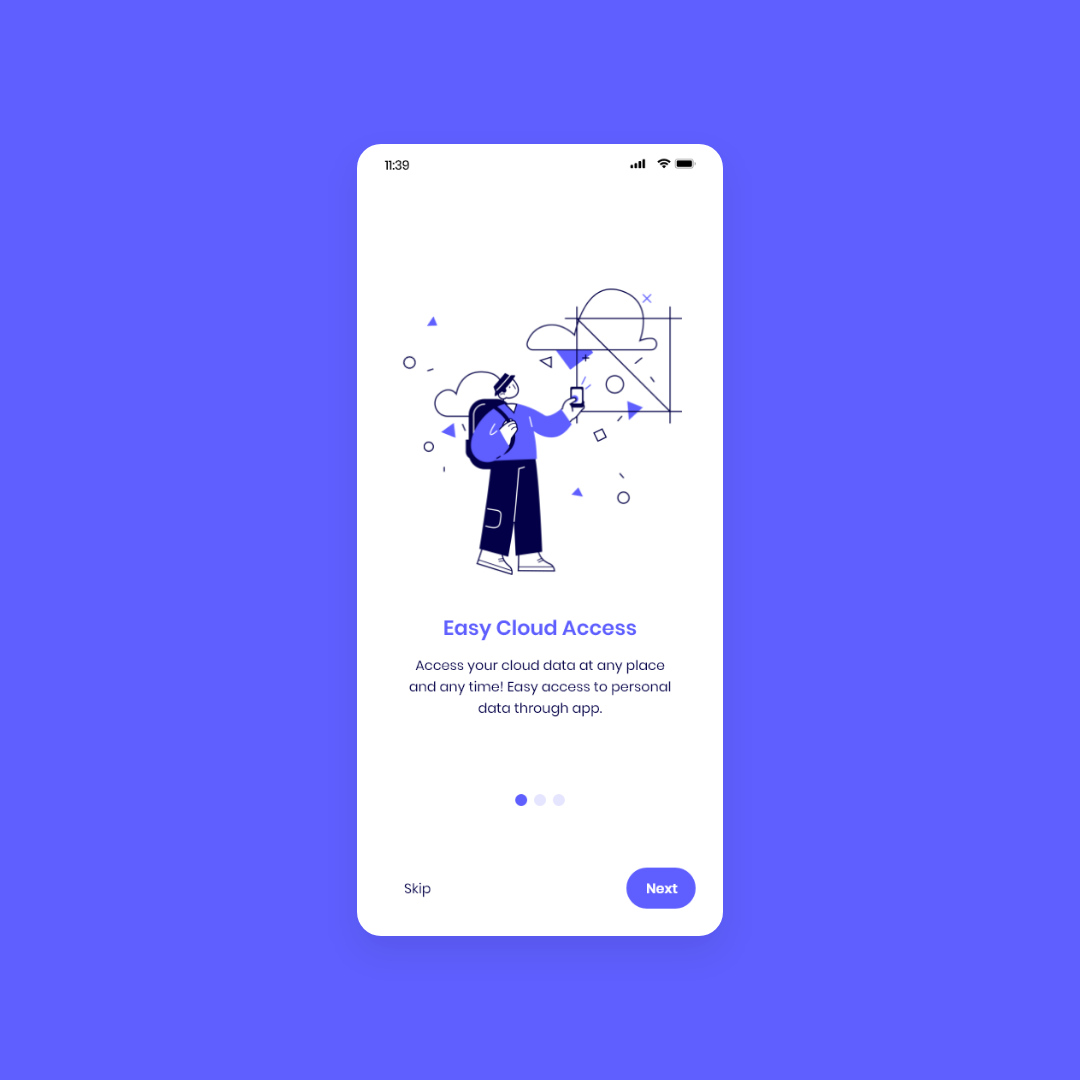 11:39
Easy Cloud Access
Access your cloud data at any place
and any time! Easy access to personal
data through app.
Skip
Next